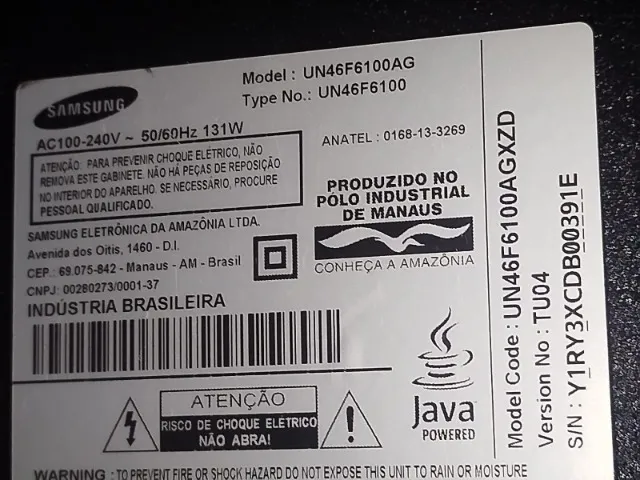 SAMSUNG
Model : UN46F6100AG
Type No.: UN46F6100
AC100-240V ~ 50/60Hz 131W
ATENÇÃO: PARA PREVENIR CHOQUE ELÉTRICO, NÃO
REMOVA ESTE GABINETE. NÃO HÁ PEÇAS DE REPOSIÇÃO
NO INTERIOR DO APARELHO. SE NECESSÁRIO, PROCURE
PESSOAL QUALIFICADO.
ANATEL : 0168-13-3269
SAMSUNG ELETRÔNICA DA AMAZÔNIA LTDA.
Avenida dos Oitis, 1460 - D.I.
CEP.: 69.075-842 - Manaus - AM - Brasil
CNPJ: 00280273/0001-37
INDÚSTRIA BRASILEIRA
PRODUZIDO NO
PÓLO INDUSTRIAL
DE MANAUS
CONHEÇA A AMAZÔNIA
ATENÇÃO
RISCO DE CHOQUE ELÉTRICO
NÃO ABRA!
Java
POWERED
WARNING : TO PREVENT FIRE OR SHOCK HAZARD DO NOT EXPOSE THIS UNIT TO RAIN OR MOISTURE
Model Code : UN46F6100AGXZD
Version No : TU04
S/N : Y1RY3XCDB00391E